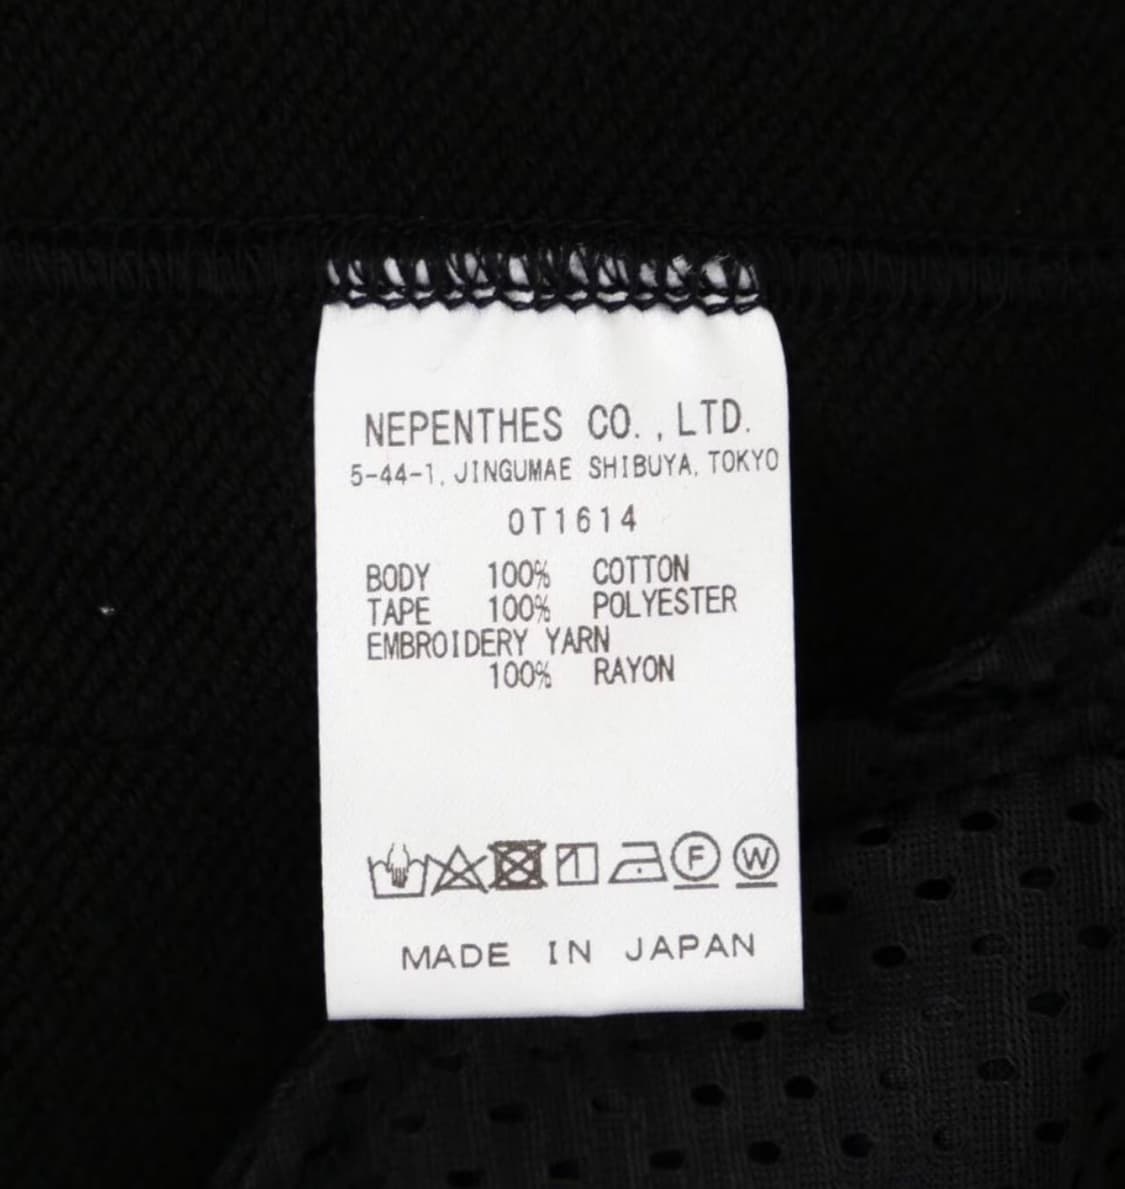 NEPENTHES CO.,LTD.
5-44-1, JINGUMAE SHIBUYA, TOKYO
OT1614
BODY 100% COTTON
TAPE 100% POLYESTER
EMBROIDERY YARN
100% RAYON
F W
MADE IN JAPAN